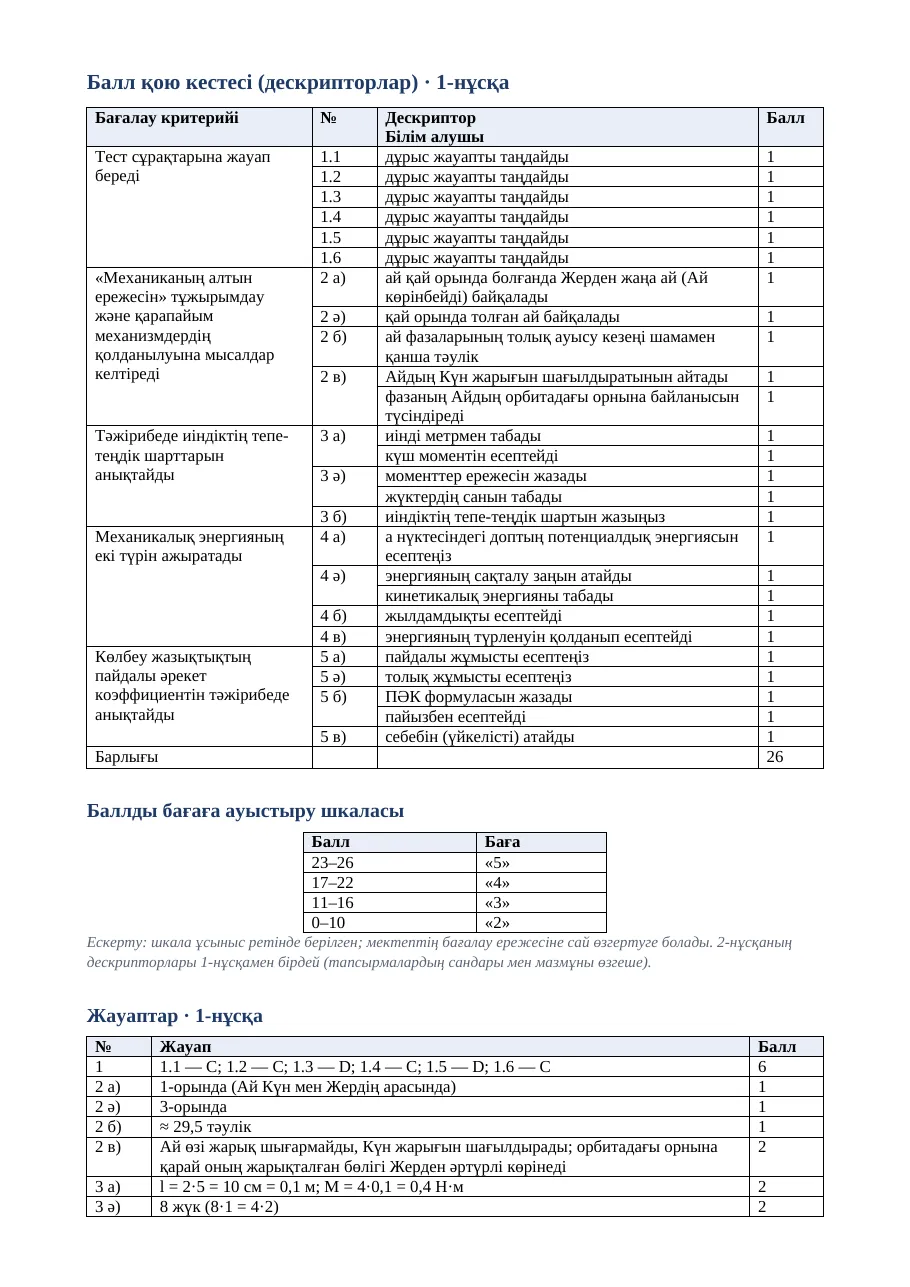 Балл қою кестесі (дескрипторлар) · 1-нұсқа
Бағалау критерийі № Дескриптор Балл
Білім алушы
Тест сұрақтарына жауап 1.1 дұрыс жауапты таңдайды 1
береді 1.2 дұрыс жауапты таңдайды 1
1.3 дұрыс жауапты таңдайды 1
1.4 дұрыс жауапты таңдайды 1
1.5 дұрыс жауапты таңдайды 1
1.6 дұрыс жауапты таңдайды 1
«Механиканың алтын 2 а) ай қай орында болғанда Жерден жаңа ай (Ай 1
ережесін» тұжырымдау көрінбейді) байқалады
және қарапайым 2 ә) қай орында толған ай байқалады 1
механизмдердің 2 б) ай фазаларының толық ауысу кезеңі шамамен 1
қолданылуына мысалдар қанша тәулік
келтіреді 2 в) Айдың Күн жарығын шағылдыратынын айтады 1
фазаның Айдың орбитадағы орнына байланысын 1
түсіндіреді
Тәжірибеде иіндіктің тепе- 3 а) иінді метрмен табады 1
теңдік шарттарын күш моментін есептейді 1
анықтайды 3 ә) моменттер ережесін жазады 1
жүктердің санын табады 1
3 б) иіндіктің тепе-теңдік шартын жазыңыз 1
Механикалық энергияның 4 а) а нүктесіндегі доптың потенциалдық энергиясын 1
екі түрін ажыратады есептеңіз
4 ә) энергияның сақталу заңын атайды 1
кинетикалық энергияны табады 1
4 б) жылдамдықты есептейді 1
4 в) энергияның түрленуін қолданып есептейді 1
Көлбеу жазықтықтың 5 а) пайдалы жұмысты есептеңіз 1
пайдалы әрекет 5 ә) толық жұмысты есептеңіз 1
коэффициентін тәжірибеде 5 б) ПӘК формуласын жазады 1
анықтайды пайызбен есептейді 1
5 в) себебін (үйкелісті) атайды 1
Барлығы 26
Баллды бағаға ауыстыру шкаласы
Балл Баға
23–26 «5»
17–22 «4»
11–16 «3»
0–10 «2»
Ескерту: шкала ұсыныс ретінде берілген; мектептің бағалау ережесіне сай өзгертуге болады. 2-нұсқаның
дескрипторлары 1-нұсқамен бірдей (тапсырмалардың сандары мен мазмұны өзгеше).
Жауаптар · 1-нұсқа
№ Жауап Балл
1 1.1 — C; 1.2 — C; 1.3 — D; 1.4 — C; 1.5 — D; 1.6 — C 6
2 а) 1-орында (Ай Күн мен Жердің арасында) 1
2 ә) 3-орында 1
2 б) ≈ 29,5 тәулік 1
2 в) Ай өзі жарық шығармайды, Күн жарығын шағылдырады; орбитадағы орнына 2
қарай оның жарықталған бөлігі Жерден әртүрлі көрінеді
3 а) l = 2·5 = 10 см = 0,1 м; M = 4·0,1 = 0,4 Н·м 2
3 ә) 8 жүк (8·1 = 4·2) 2